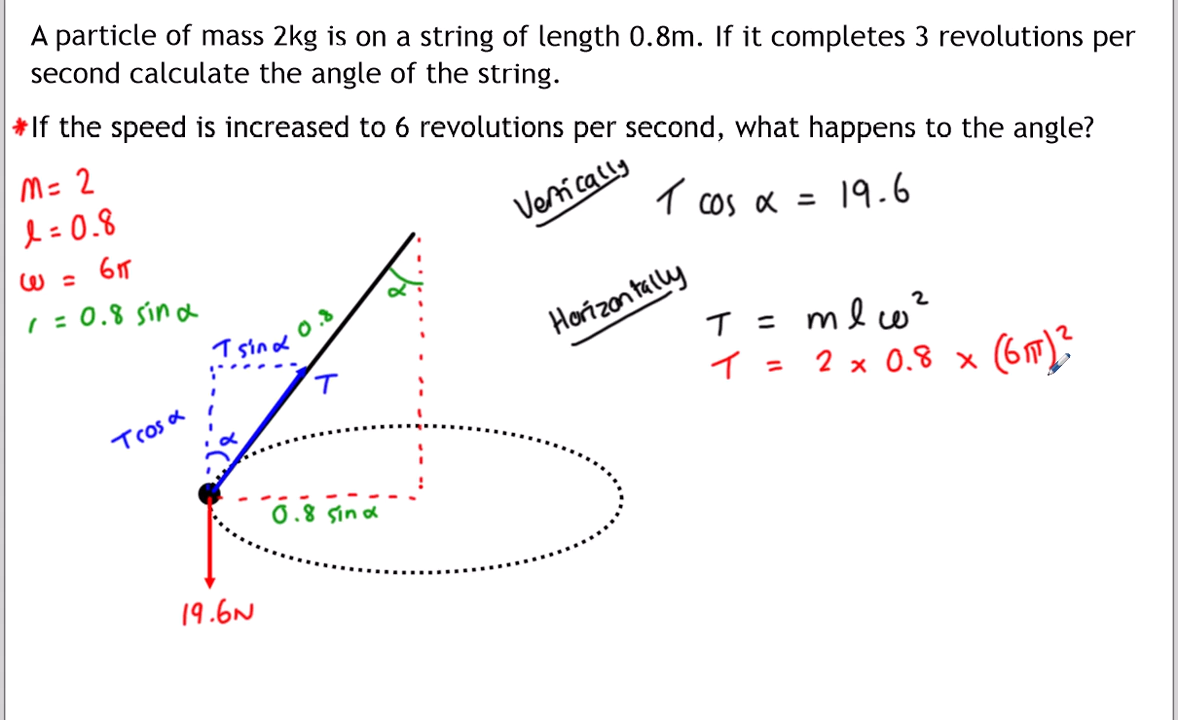 A particle of mass 2kg is on a string of length 0.8m. If it completes 3 revolutions per
second calculate the angle of the string.
*If the speed is increased to 6 revolutions per second, what happens to the angle?
m = 2
l = 0.8
ω = 6π
r = 0.8 sin α
Vertically T cos α = 19.6
Horizontally T = m l ω²
T = 2 × 0.8 × (6π)²
α
T sin α
0.8
T
T cos α
α
0.8 sin α
19.6N